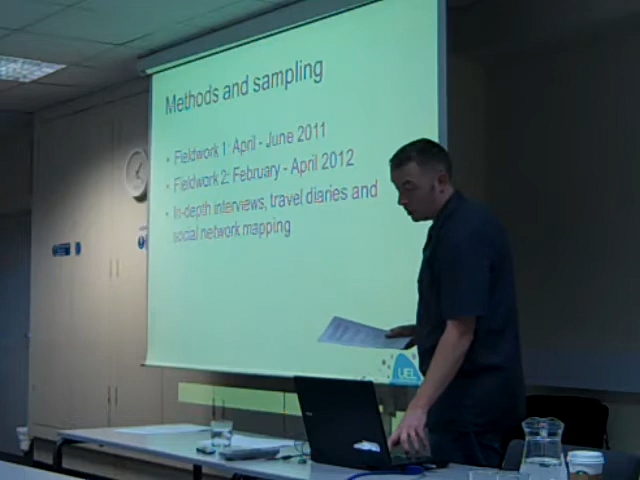 Methods and sampling
• Fieldwork 1: April - June 2011
• Fieldwork 2: February - April 2012
• In-depth interviews, travel diaries and
social network mapping
UEL